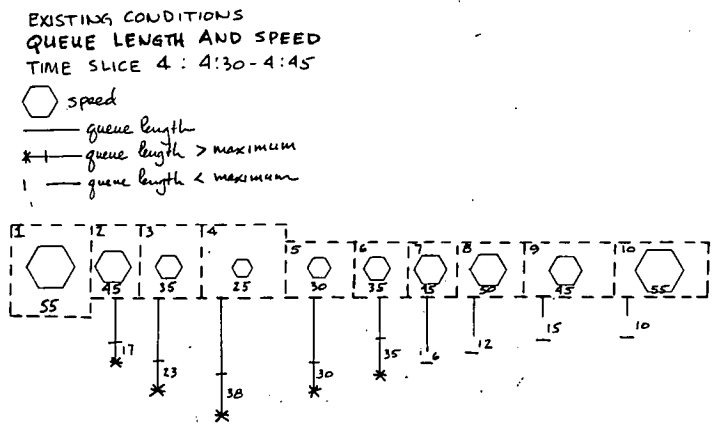 EXISTING CONDITIONS
QUEUE LENGTH AND SPEED
TIME SLICE 4 : 4:30-4:45
speed
queue length
queue length > maximum
queue length < maximum
1 2 3 4 5 6 7 8 9 10
55 45 35 25 30 35 45 50 45 55
17 23 38 30 35 6 12 15 10